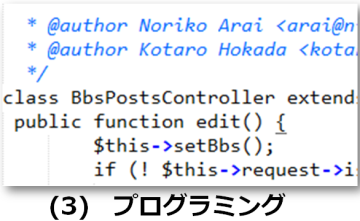 * @author Noriko Arai <arai@n
* @author Kotaro Hokada <kota
*/
class BbsPostsController extend
public function edit() {
$this->setBbs();
if (! $this->request->i
(3) プログラミング